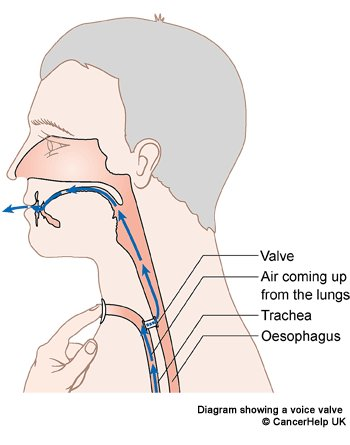 Valve
Air coming up
from the lungs
Trachea
Oesophagus
Diagram showing a voice valve
© CancerHelp UK